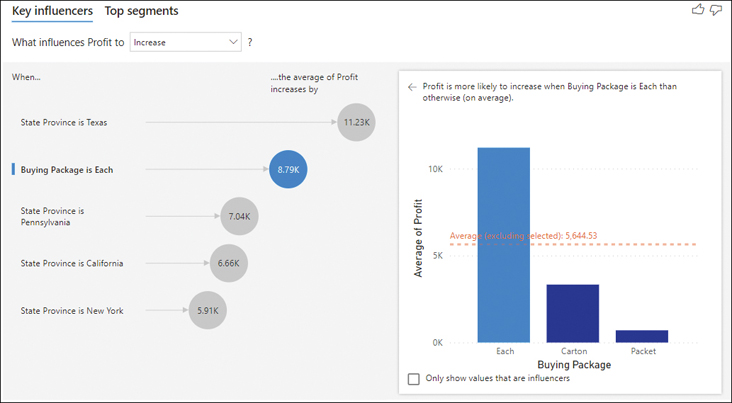 Key influencers Top segments
What influences Profit to Increase ?
When...
....the average of Profit
increases by
State Province is Texas
11.23K
Buying Package is Each
8.79K
State Province is
Pennsylvania
7.04K
State Province is California
6.66K
State Province is New York
5.91K
Profit is more likely to increase when Buying Package is Each than
otherwise (on average).
Average of Profit
10K
Average (excluding selected): 5,644.53
5K
0K
Each Carton Packet
Buying Package
Only show values that are influencers